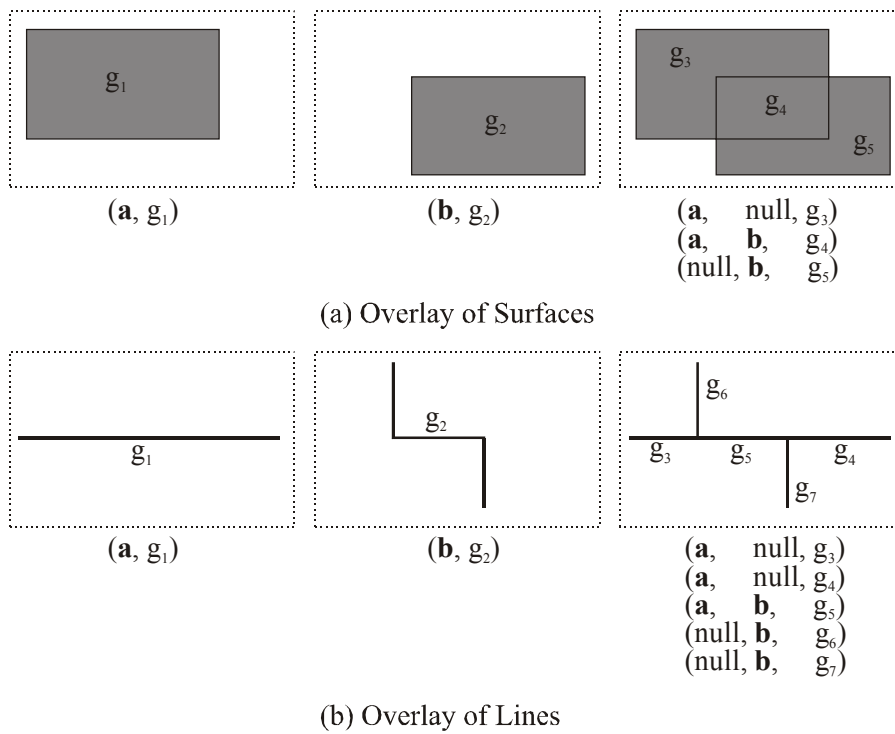 g₁
g₂
g₃
g₄
g₅
(a, g₁)
(b, g₂)
(a, null, g₃)
(a, b, g₄)
(null, b, g₅)
(a) Overlay of Surfaces
g₁
g₂
g₆
g₃ g₅ g₄
g₇
(a, g₁)
(b, g₂)
(a, null, g₃)
(a, null, g₄)
(a, b, g₅)
(null, b, g₆)
(null, b, g₇)
(b) Overlay of Lines